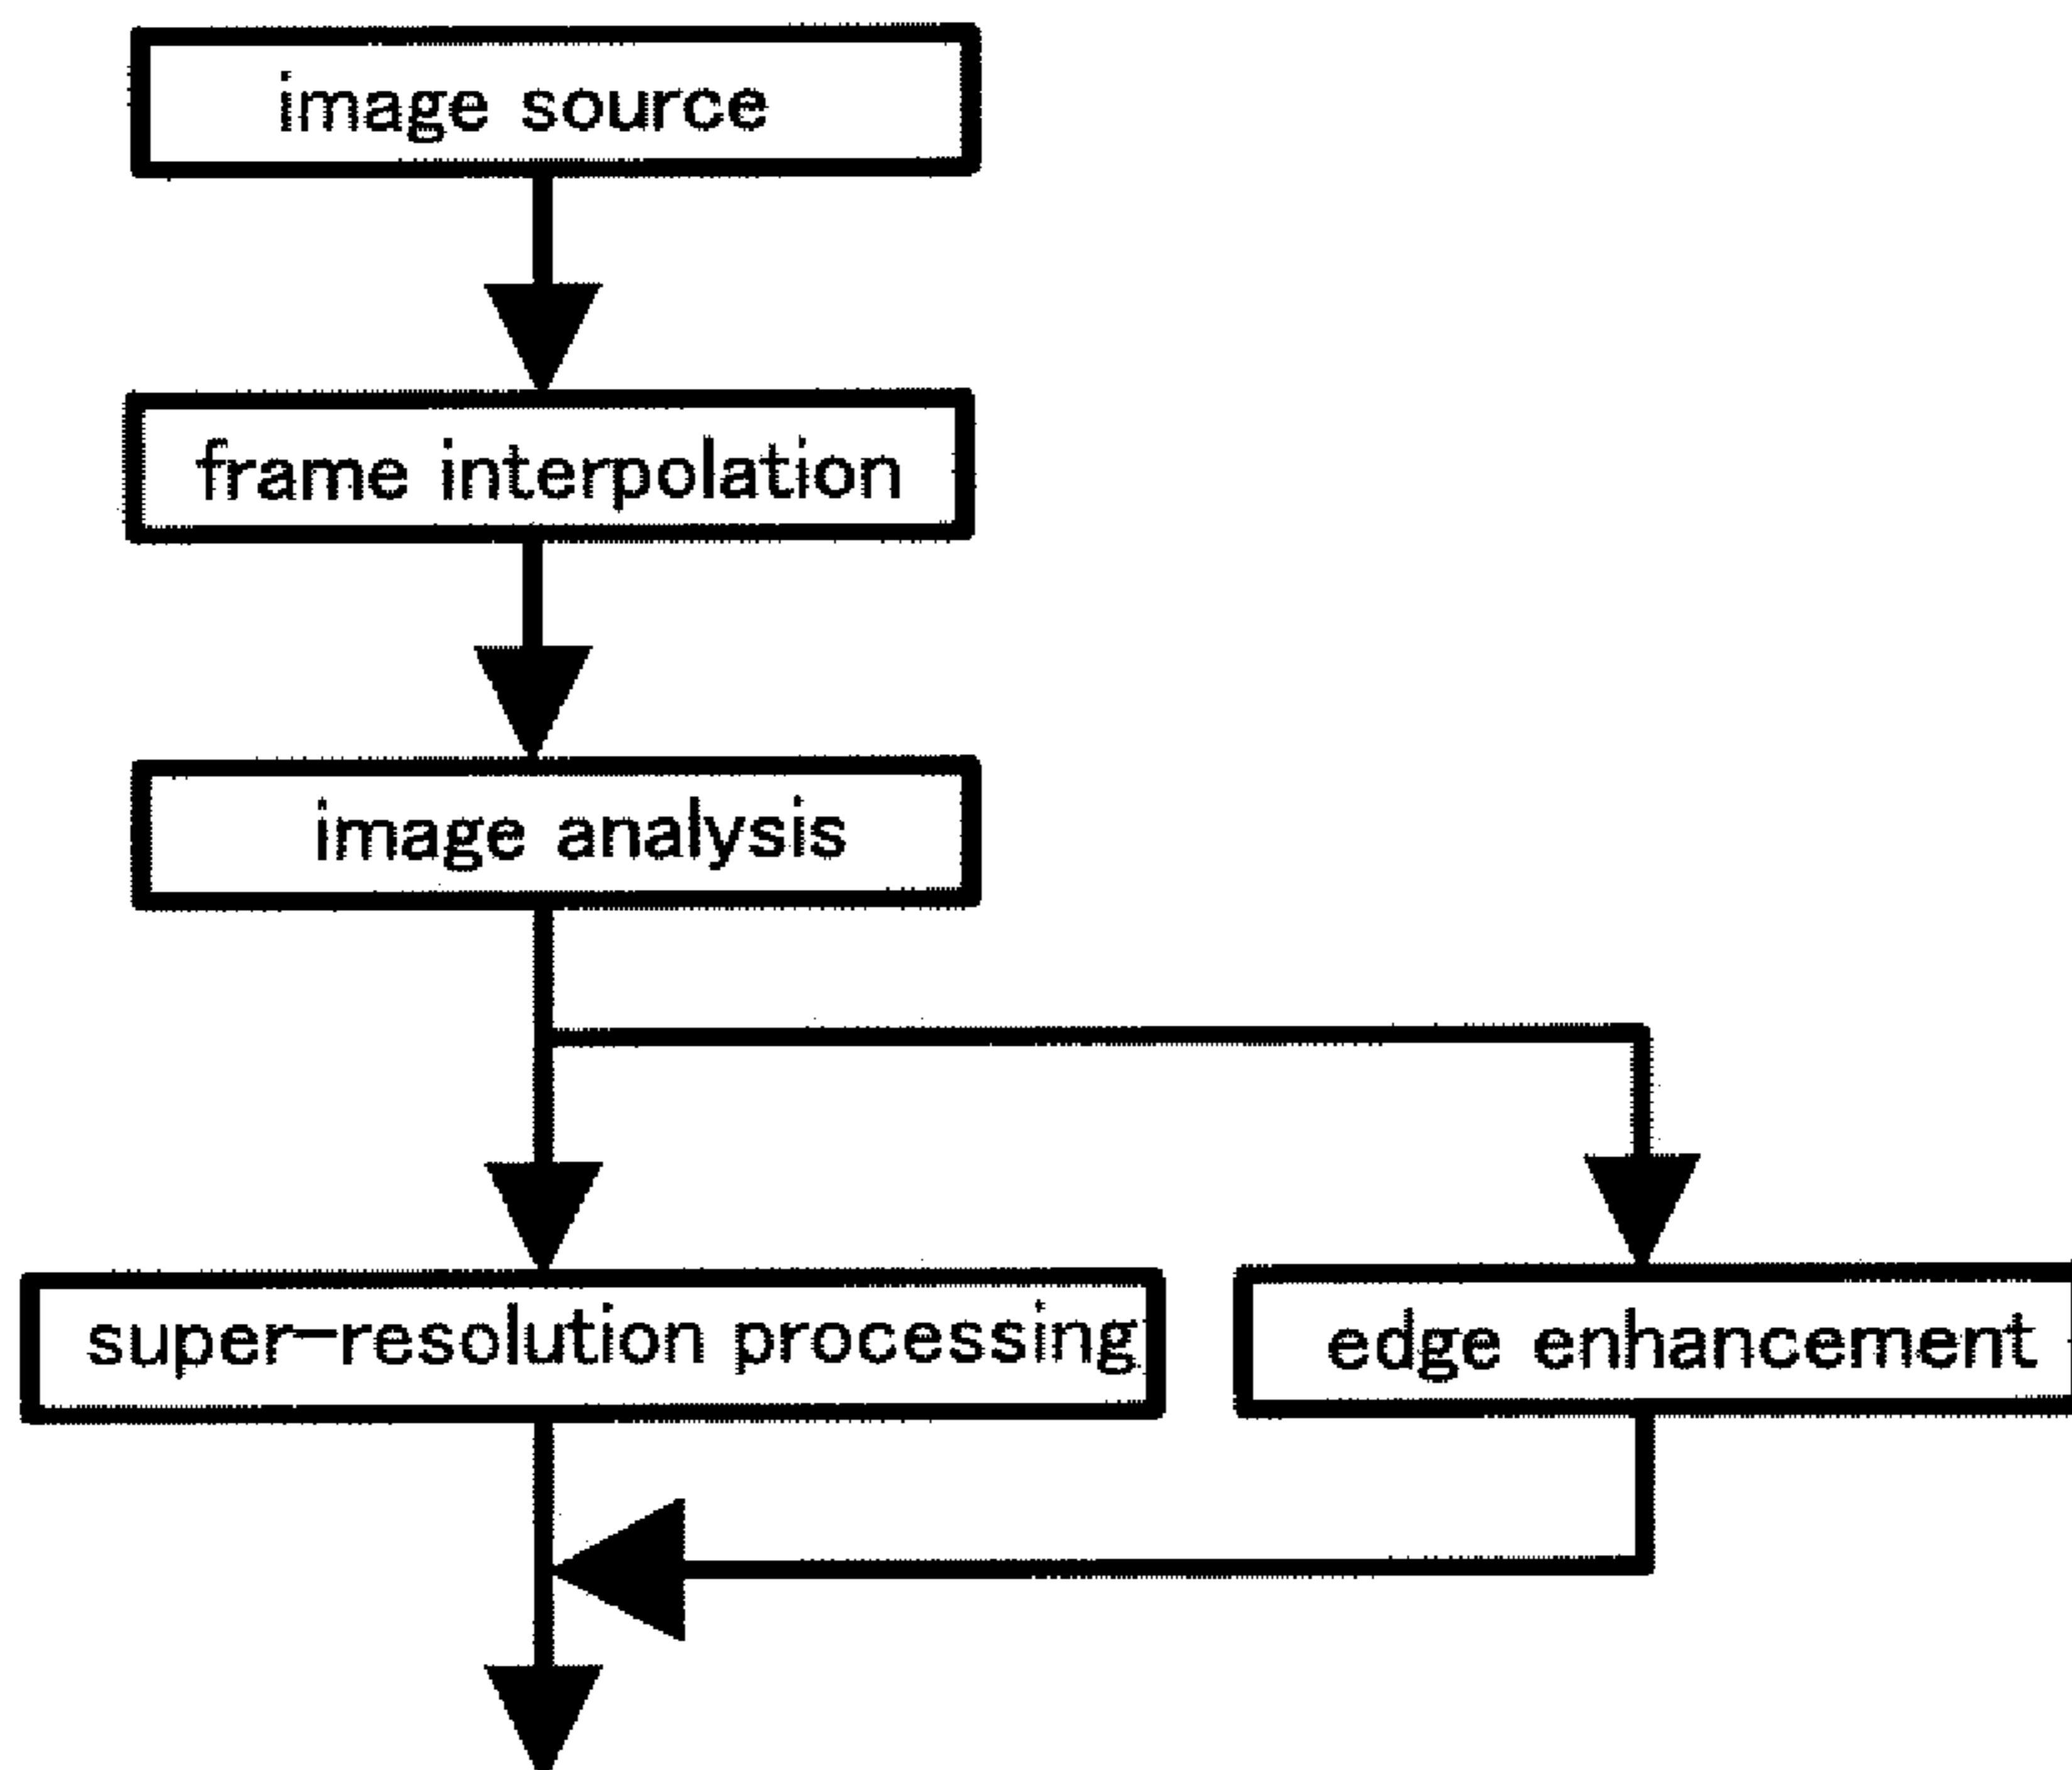 image source
frame interpolation
image analysis
super-resolution processing
edge enhancement